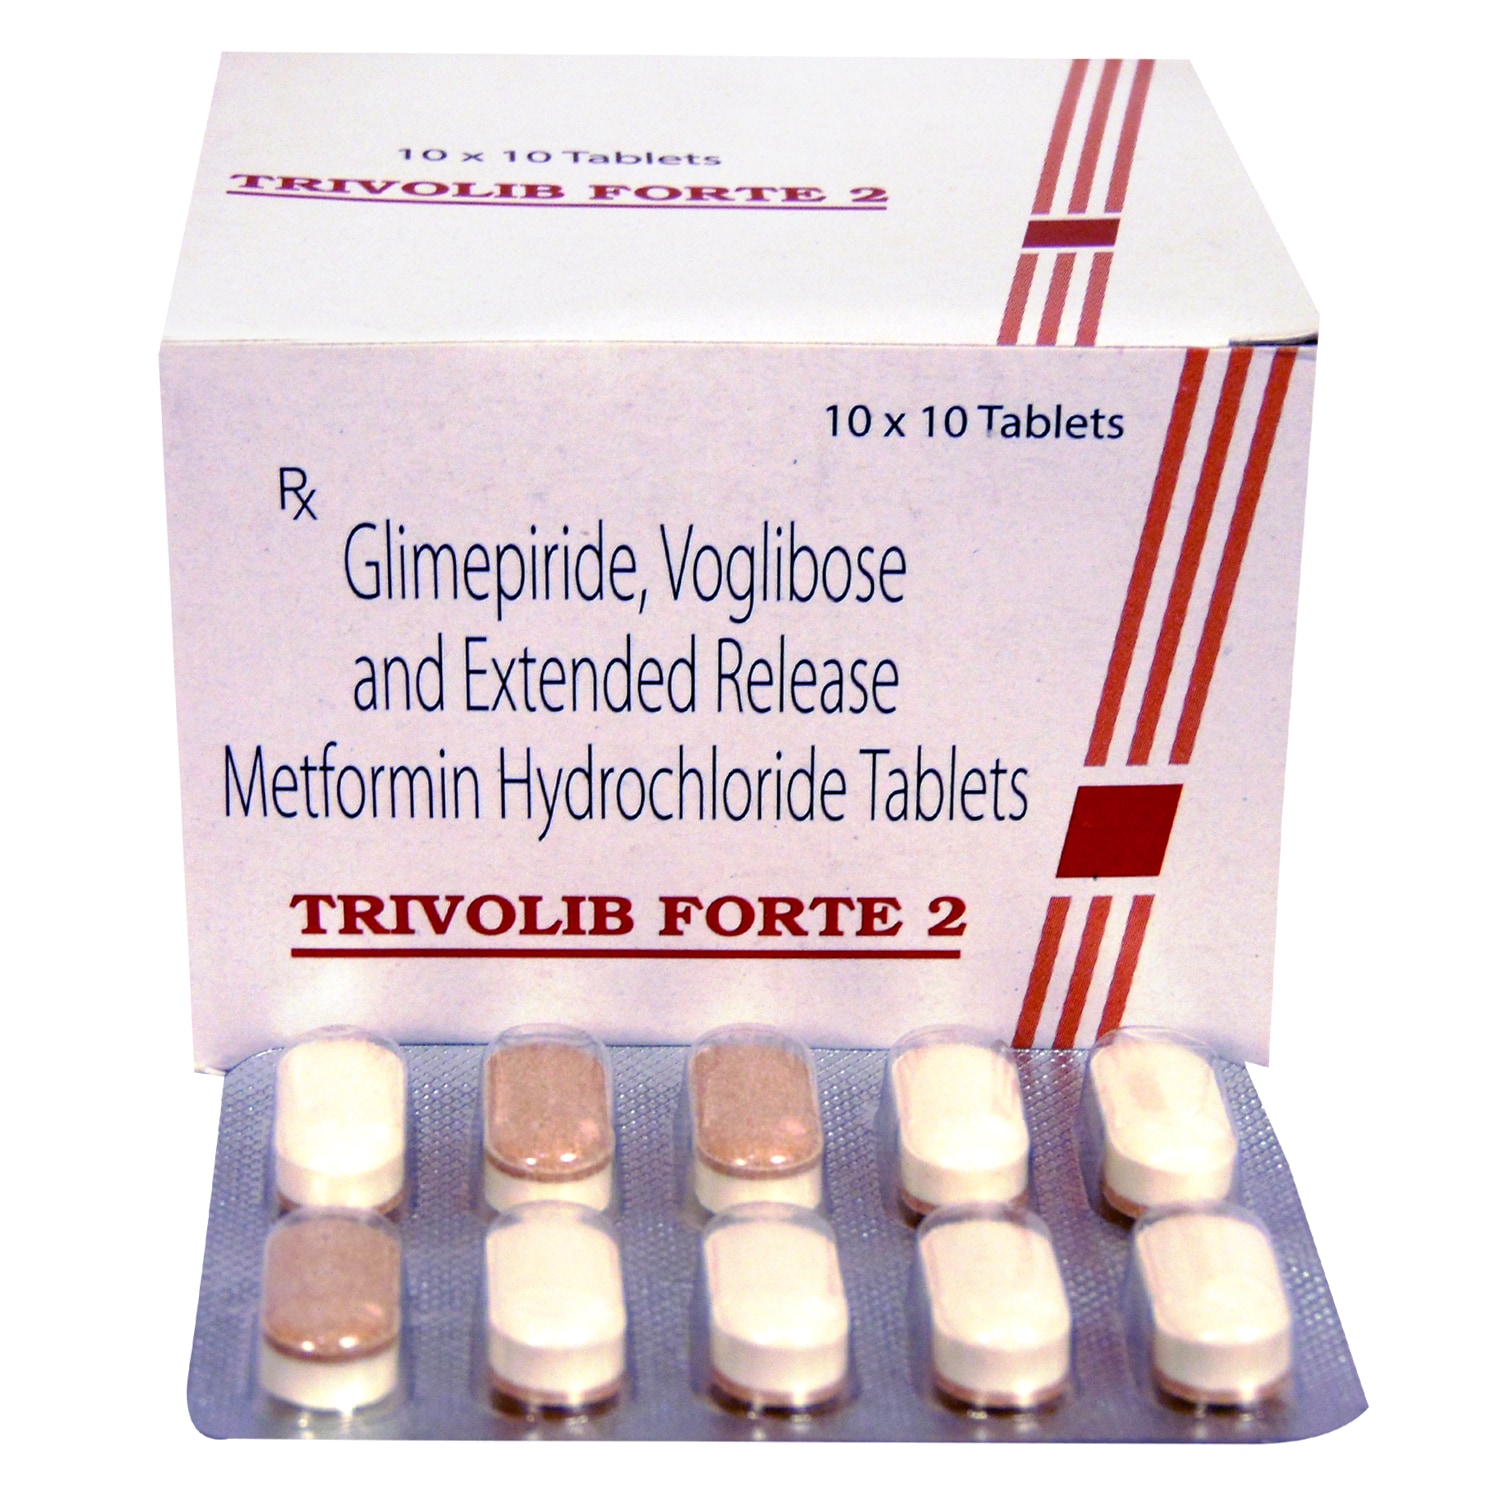 10 x 10 Tablets
TRIVOLIB FORTE 2
10 x 10 Tablets
Rx
Glimepiride, Voglibose
and Extended Release
Metformin Hydrochloride Tablets
TRIVOLIB FORTE 2